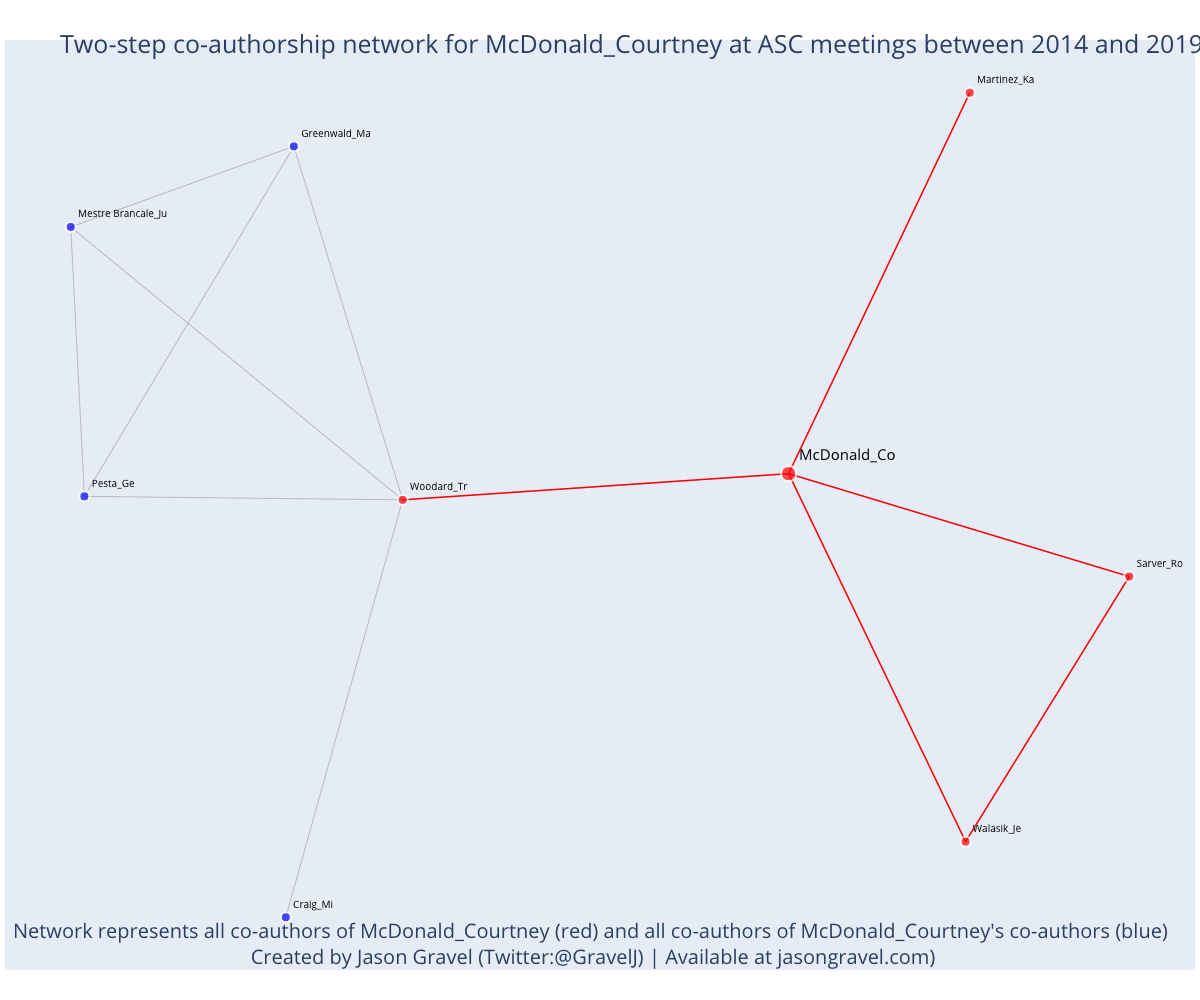 Two-step co-authorship network for McDonald_Courtney at ASC meetings between 2014 and 2019
Martinez_Ka
Greenwald_Ma
Mestre Brancale_Ju
McDonald_Co
Pesta_Ge
Woodard_Tr
Sarver_Ro
Walasik_Je
Craig_Mi
Network represents all co-authors of McDonald_Courtney (red) and all co-authors of McDonald_Courtney's co-authors (blue)
Created by Jason Gravel (Twitter:@GravelJ) | Available at jasongravel.com)